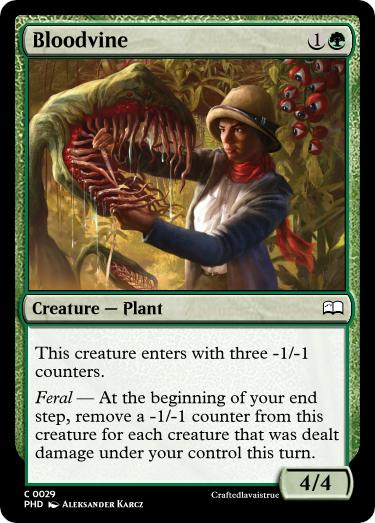 Bloodvine 1
Creature — Plant
This creature enters with three -1/-1
counters.
Feral — At the beginning of your end
step, remove a -1/-1 counter from this
creature for each creature that was dealt
damage under your control this turn.
4/4
C 0029
PHD Aleksander Karcz
Craftedlavaistrue